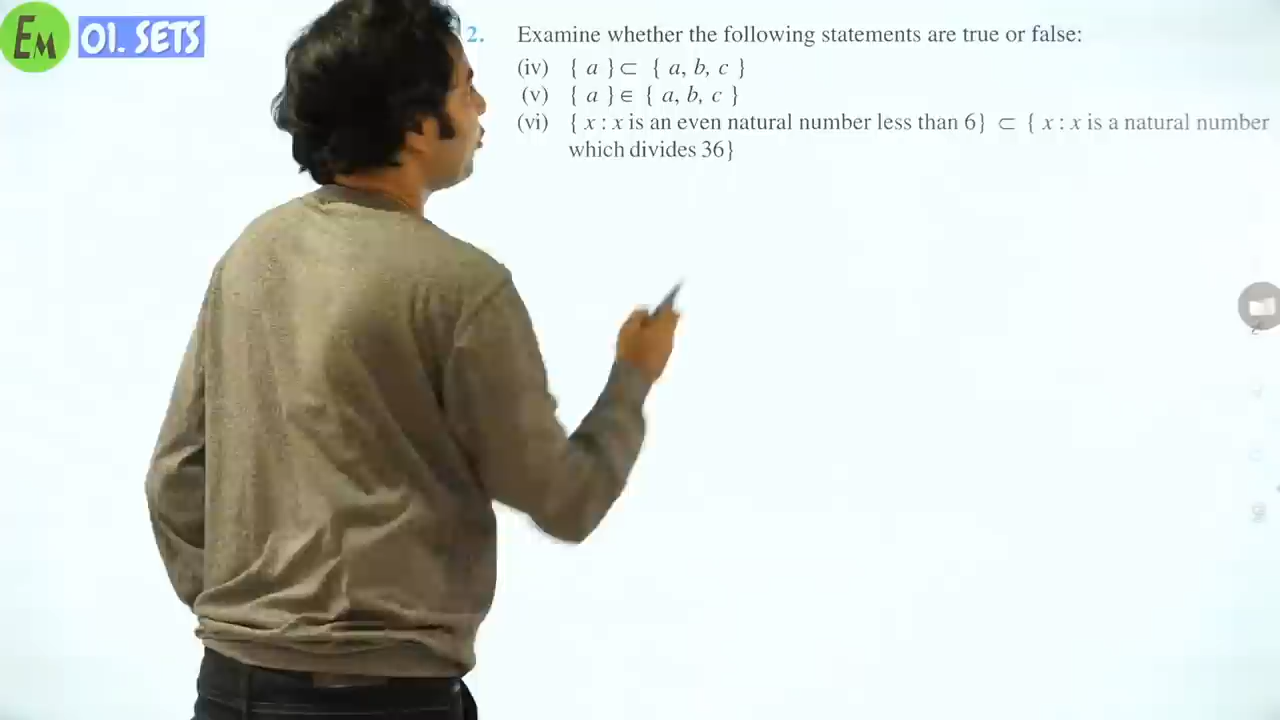 EM 01. SETS
2. Examine whether the following statements are true or false:
(iv) { a } ⊂ { a, b, c }
(v) { a } ∈ { a, b, c }
(vi) { x : x is an even natural number less than 6} ⊂ { x : x is a natural number
which divides 36}